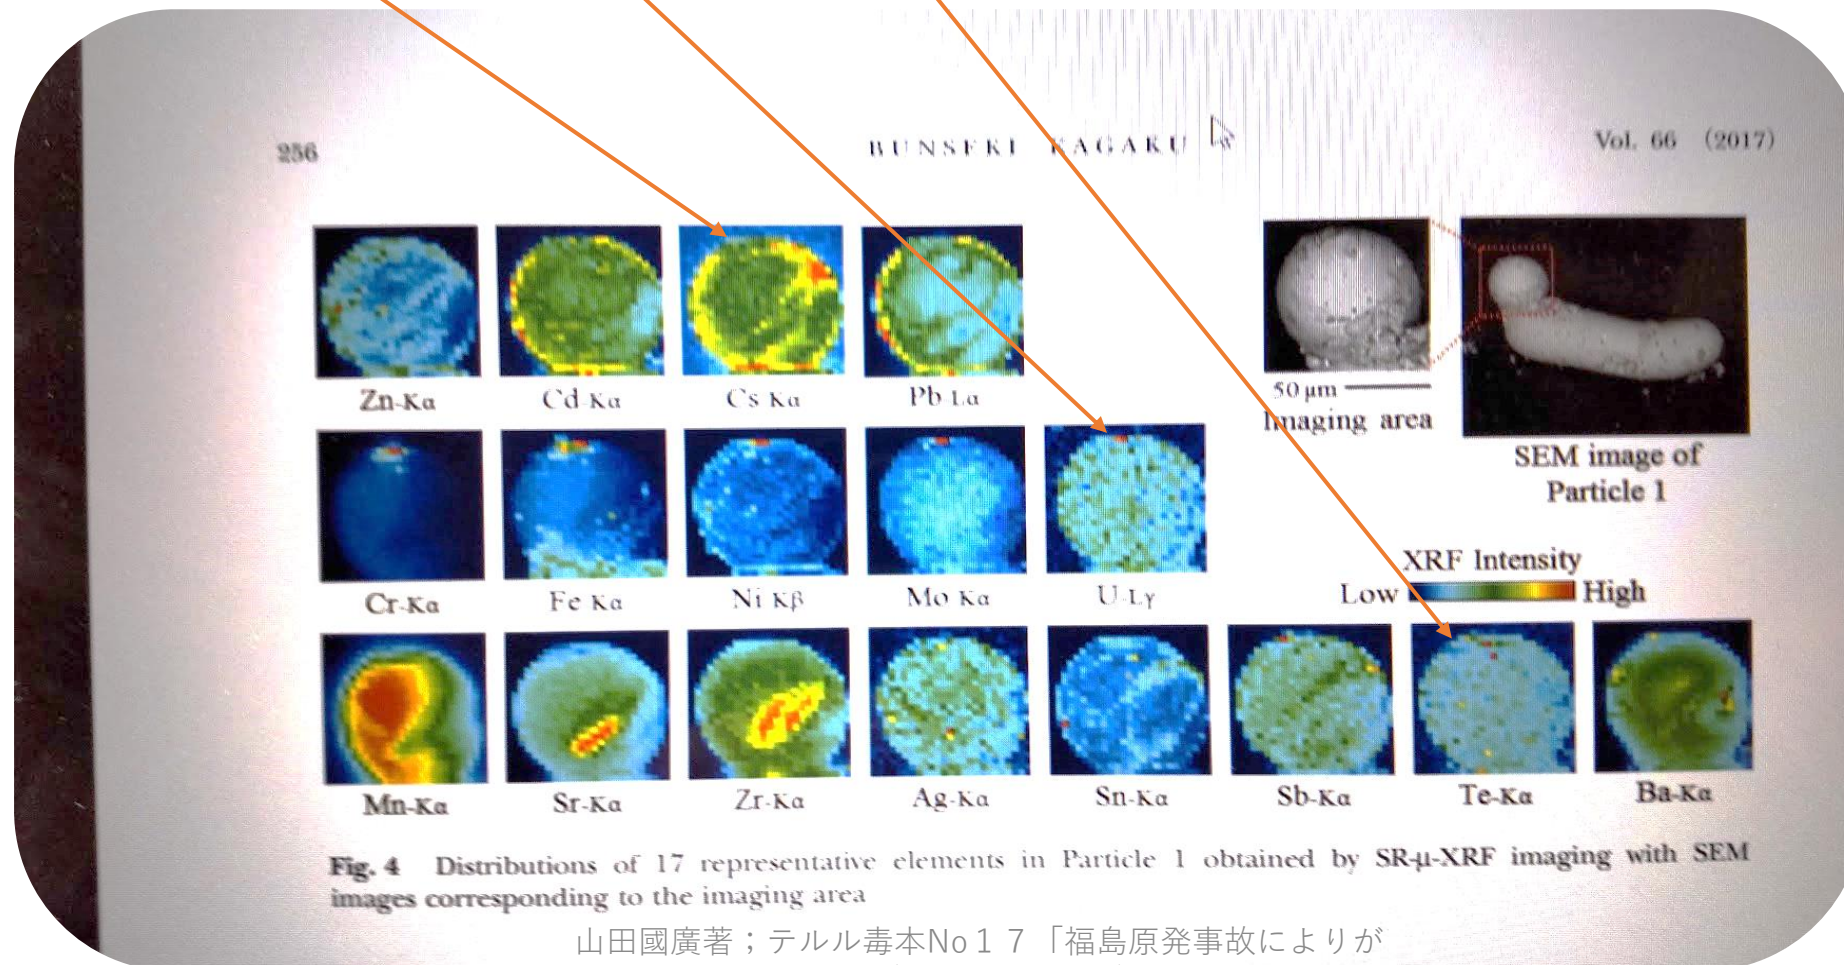 256
BUNSEKI KAGAKU
Vol. 66 (2017)
Zn-Kα
Cd-Kα
Cs Kα
Pb Lα
50 µm
Imaging area
SEM image of
Particle 1
Cr-Kα
Fe Kα
Ni Kβ
Mo Kα
U-Lγ
XRF Intensity
Low
High
Mn-Kα
Sr-Kα
Zr-Kα
Ag-Kα
Sn-Kα
Sb-Kα
Te-Kα
Ba-Kα
Fig. 4 Distributions of 17 representative elements in Particle 1 obtained by SR-µ-XRF imaging with SEM
images corresponding to the imaging area
山田國廣著；テルル毒本No１７「福島原発事故によりが